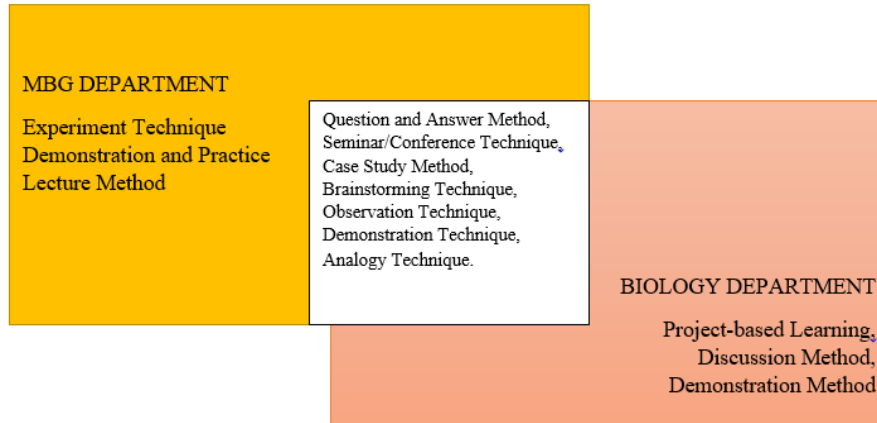 MBG DEPARTMENT
Experiment Technique
Demonstration and Practice
Lecture Method
Question and Answer Method,
Seminar/Conference Technique,
Case Study Method,
Brainstorming Technique,
Observation Technique,
Demonstration Technique,
Analogy Technique.
BIOLOGY DEPARTMENT
Project-based Learning,
Discussion Method,
Demonstration Method